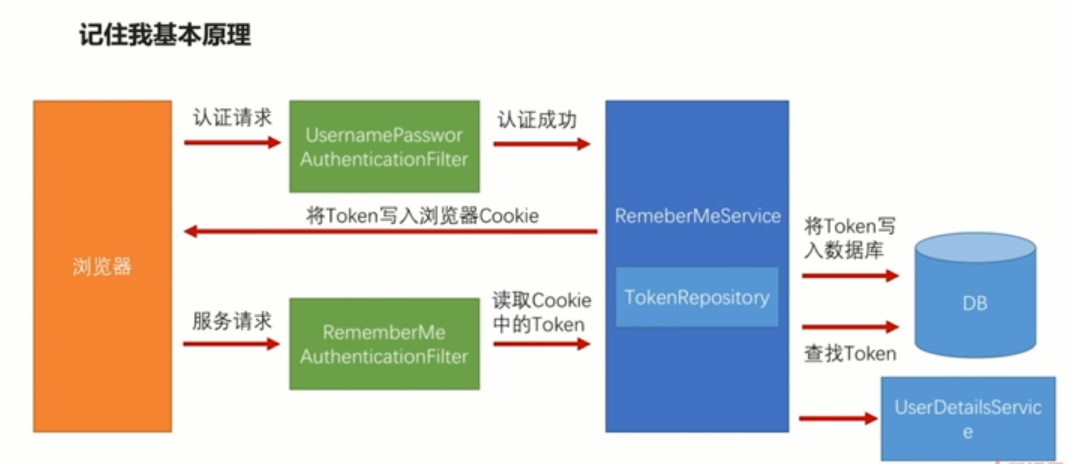 记住我基本原理
认证请求
UsernamePasswor
AuthenticationFilter
认证成功
将Token写入浏览器Cookie
RemeberMeService
将Token写
入数据库
浏览器
TokenRepository
DB
服务请求
RememberMe
AuthenticationFilter
读取Cookie
中的Token
查找Token
UserDetailsServic
e